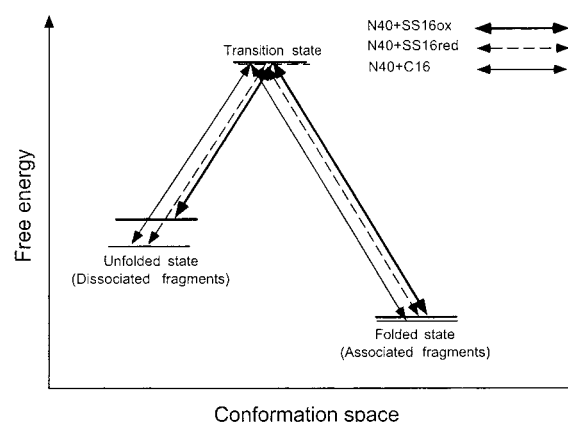 N40+SS16ox
N40+SS16red
N40+C16
Transition state
Free energy
Unfolded state
(Dissociated fragments)
Folded state
(Associated fragments)
Conformation space